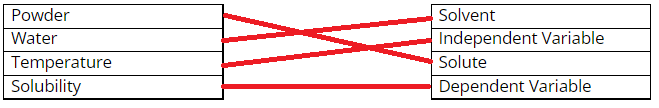 Powder
Water
Temperature
Solubility
Solvent
Independent Variable
Solute
Dependent Variable